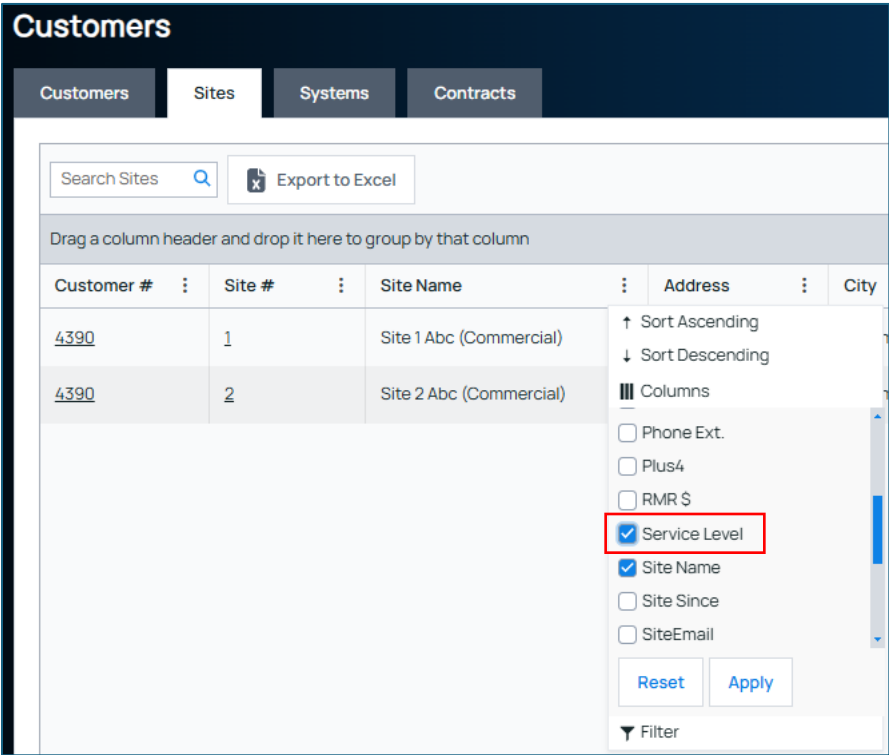 Customers
Customers Sites Systems Contracts
Search Sites Export to Excel
Drag a column header and drop it here to group by that column
Customer # Site # Site Name Address City
4390 1 Site 1 Abc (Commercial)
4390 2 Site 2 Abc (Commercial)
Sort Ascending
Sort Descending
Columns
Phone Ext.
Plus4
RMR $
Service Level
Site Name
Site Since
SiteEmail
Reset Apply
Filter